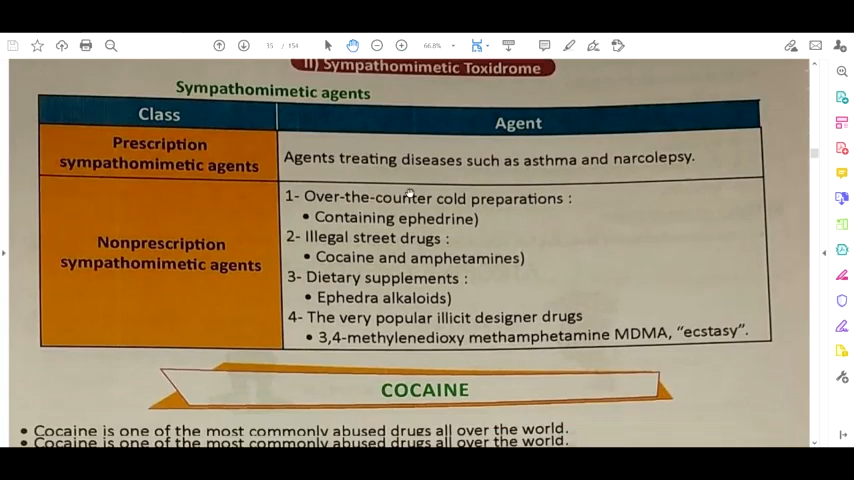 35 / 154
66.8%
II) Sympathomimetic Toxidrome
Sympathomimetic agents
Class
Agent
Prescription
sympathomimetic agents
Agents treating diseases such as asthma and narcolepsy.
Nonprescription
sympathomimetic agents
1- Over-the-counter cold preparations :
• Containing ephedrine)
2- Illegal street drugs :
• Cocaine and amphetamines)
3- Dietary supplements :
• Ephedra alkaloids)
4- The very popular illicit designer drugs
• 3,4-methylenedioxy methamphetamine MDMA, “ecstasy”.
COCAINE
• Cocaine is one of the most commonly abused drugs all over the world.
• Cocaine is one of the most commonly abused drugs all over the world.